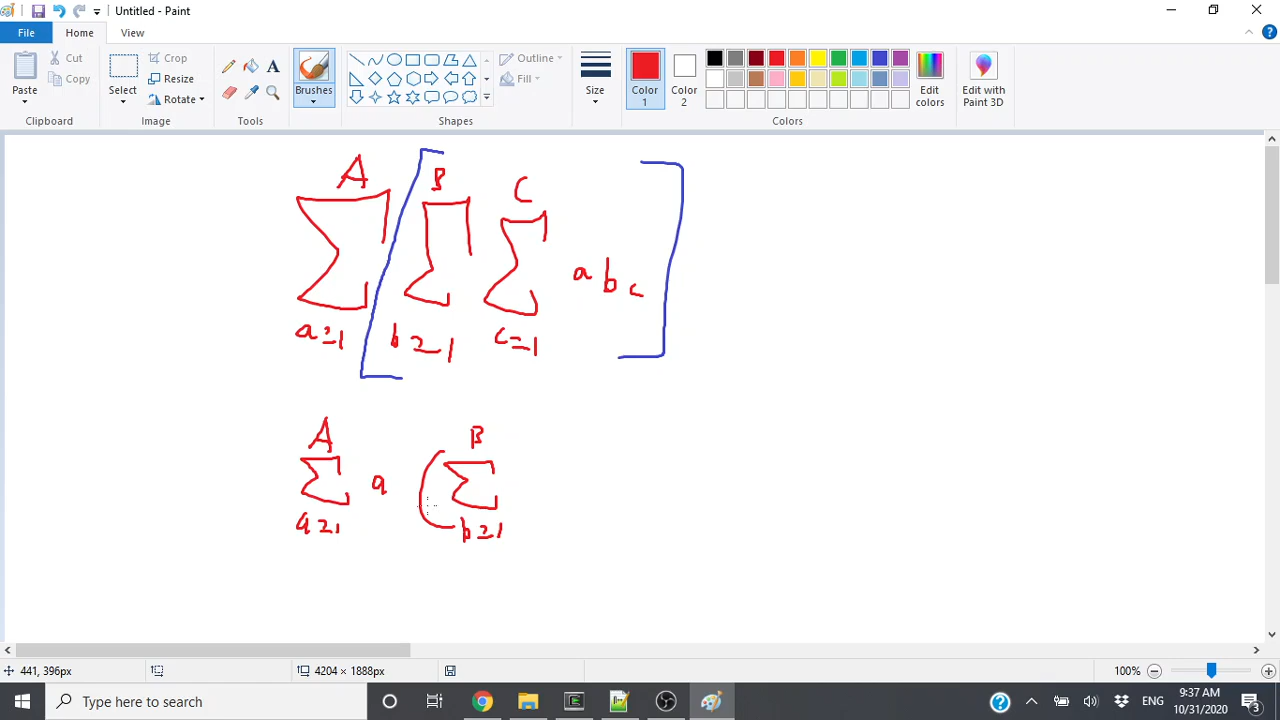 Untitled - Paint
File Home View
Paste Cut Copy Clipboard
Select Crop Resize Rotate Image
A Tools
Brushes
Outline Fill Shapes
Size
Color 1 Color 2 Edit colors Colors
Edit with Paint 3D
A B C
∑ ∑ ∑ a b c
a=1 b=1 c=1
A B
∑ a ( ∑
a=1 b=1
441, 396px 4204 × 1888px 100%
Type here to search ENG 9:37 AM 10/31/2020 3